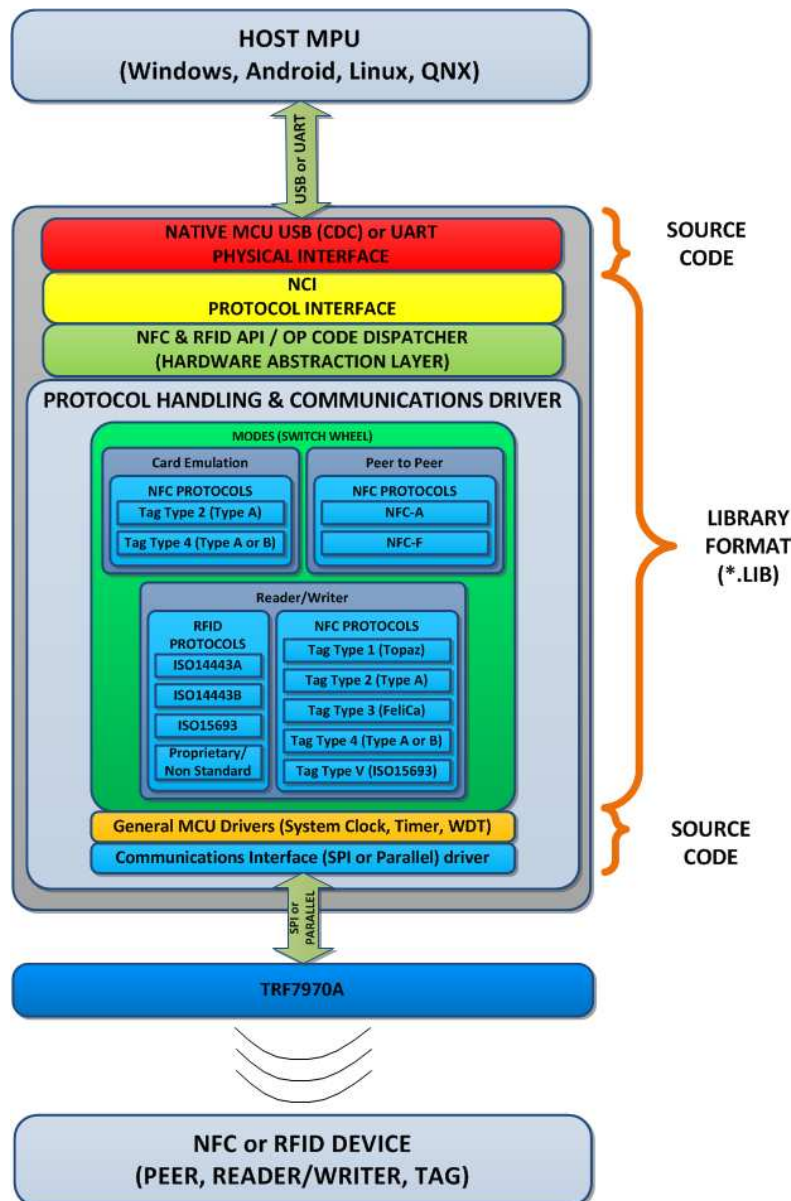 HOST MPU
(Windows, Android, Linux, QNX)
USB or UART
NATIVE MCU USB (CDC) or UART
PHYSICAL INTERFACE
SOURCE
CODE
NCI
PROTOCOL INTERFACE
NFC & RFID API / OP CODE DISPATCHER
(HARDWARE ABSTRACTION LAYER)
PROTOCOL HANDLING & COMMUNICATIONS DRIVER
MODES (SWITCH WHEEL)
Card Emulation
NFC PROTOCOLS
Tag Type 2 (Type A)
Tag Type 4 (Type A or B)
Peer to Peer
NFC PROTOCOLS
NFC-A
NFC-F
LIBRARY
FORMAT
(*.LIB)
Reader/Writer
RFID
PROTOCOLS
ISO14443A
ISO14443B
ISO15693
Proprietary/
Non Standard
NFC PROTOCOLS
Tag Type 1 (Topaz)
Tag Type 2 (Type A)
Tag Type 3 (FeliCa)
Tag Type 4 (Type A or B)
Tag Type V (ISO15693)
General MCU Drivers (System Clock, Timer, WDT)
Communications Interface (SPI or Parallel) driver
SOURCE
CODE
SPI or
PARALLEL
TRF7970A
NFC or RFID DEVICE
(PEER, READER/WRITER, TAG)